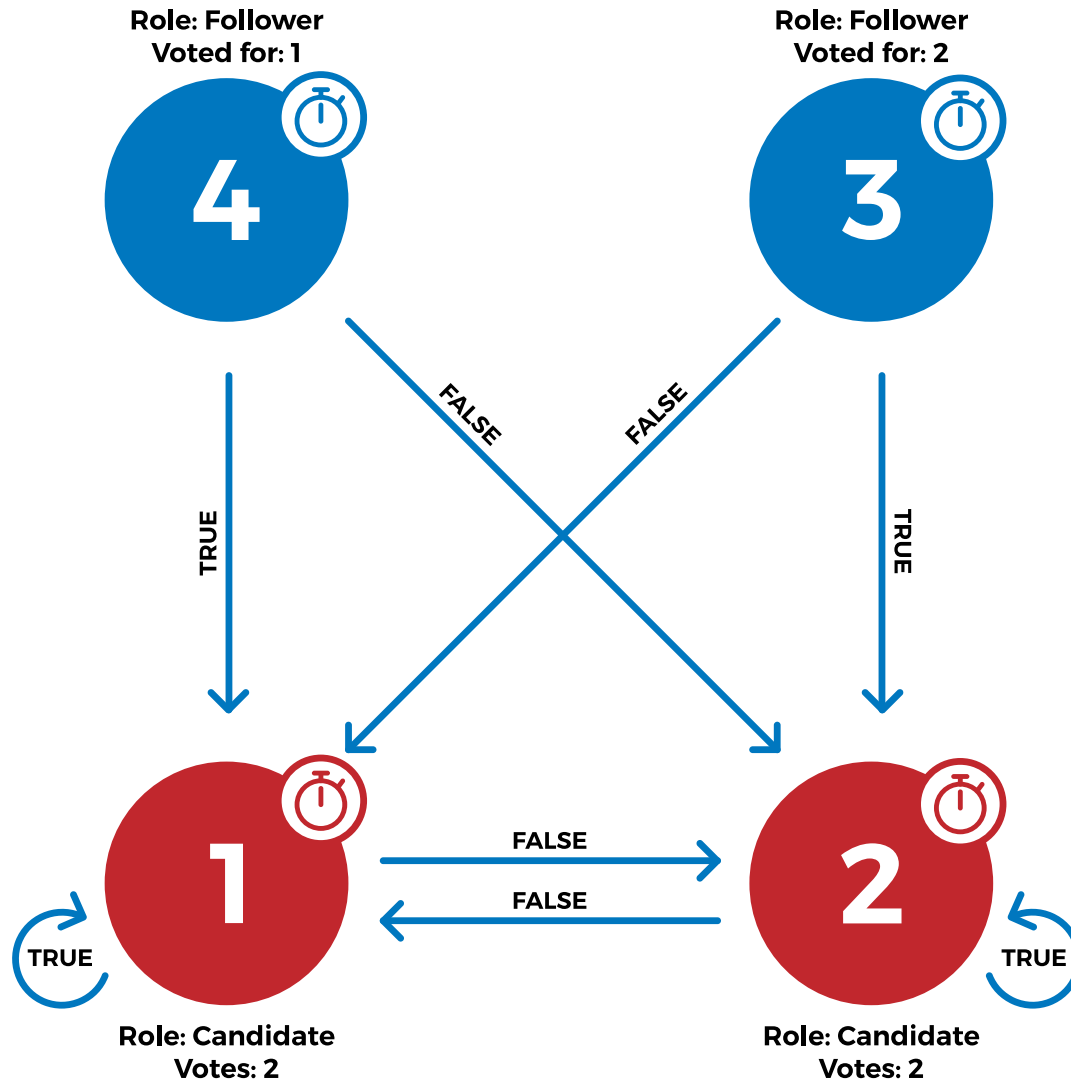 Role: Follower
Voted for: 1
Role: Follower
Voted for: 2
4
3
FALSE
FALSE
TRUE
TRUE
1
2
FALSE
FALSE
TRUE
TRUE
Role: Candidate
Votes: 2
Role: Candidate
Votes: 2